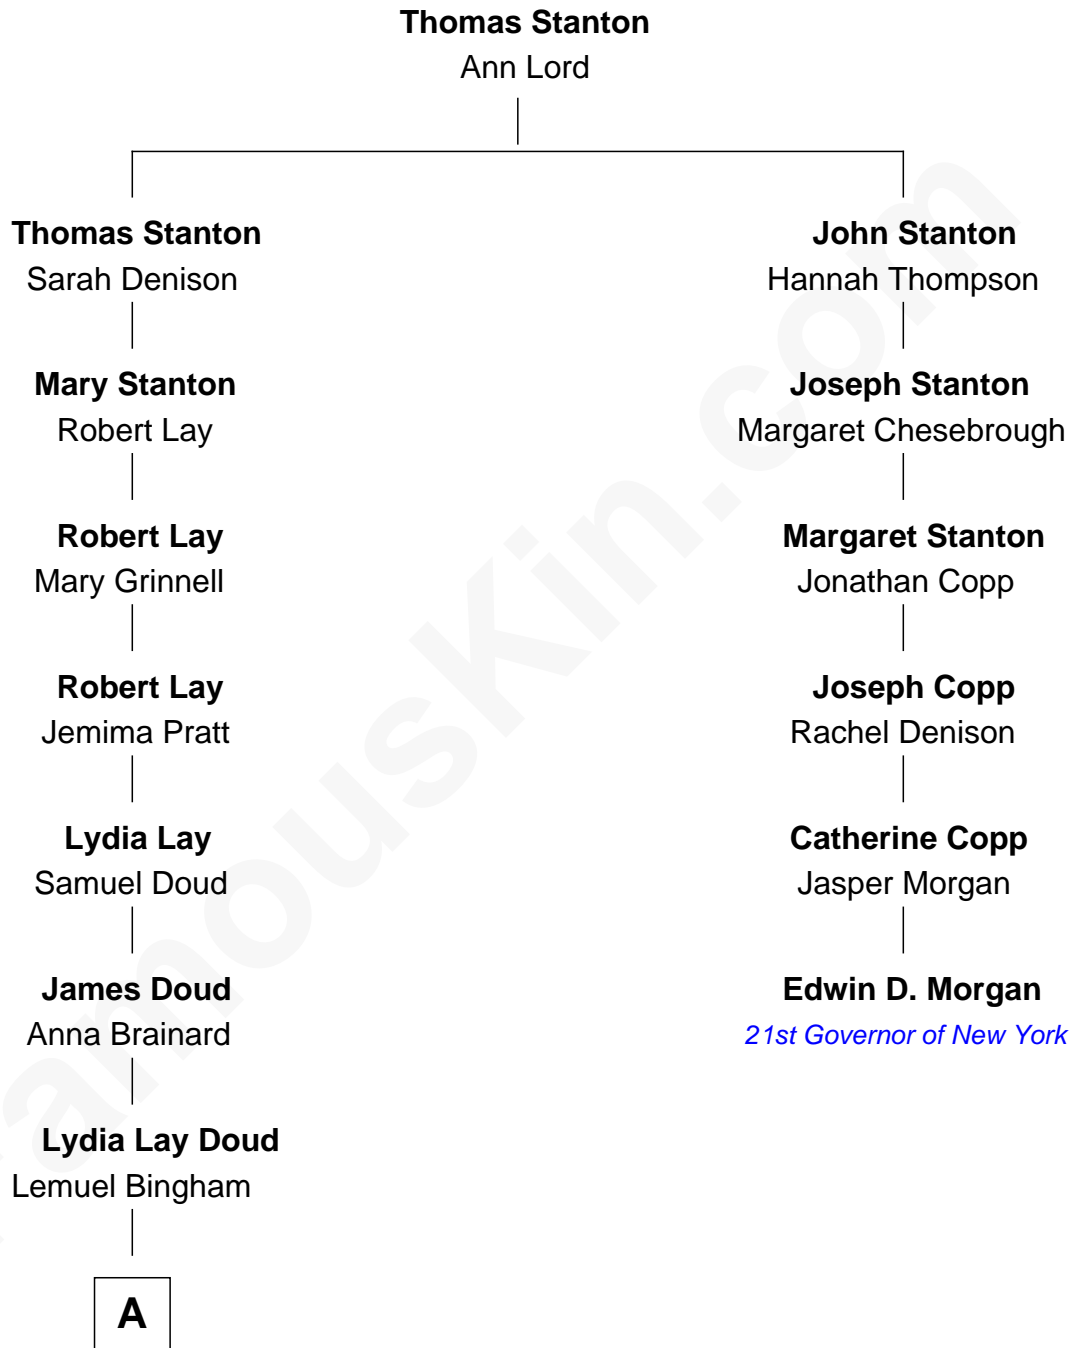 Thomas Stanton
Ann Lord
Thomas Stanton
Sarah Denison
John Stanton
Hannah Thompson
Mary Stanton
Robert Lay
Joseph Stanton
Margaret Chesebrough
Robert Lay
Mary Grinnell
Margaret Stanton
Jonathan Copp
Robert Lay
Jemima Pratt
Joseph Copp
Rachel Denison
Lydia Lay
Samuel Doud
Catherine Copp
Jasper Morgan
James Doud
Anna Brainard
Edwin D. Morgan
21st Governor of New York
Lydia Lay Doud
Lemuel Bingham
A
FamousKin.com